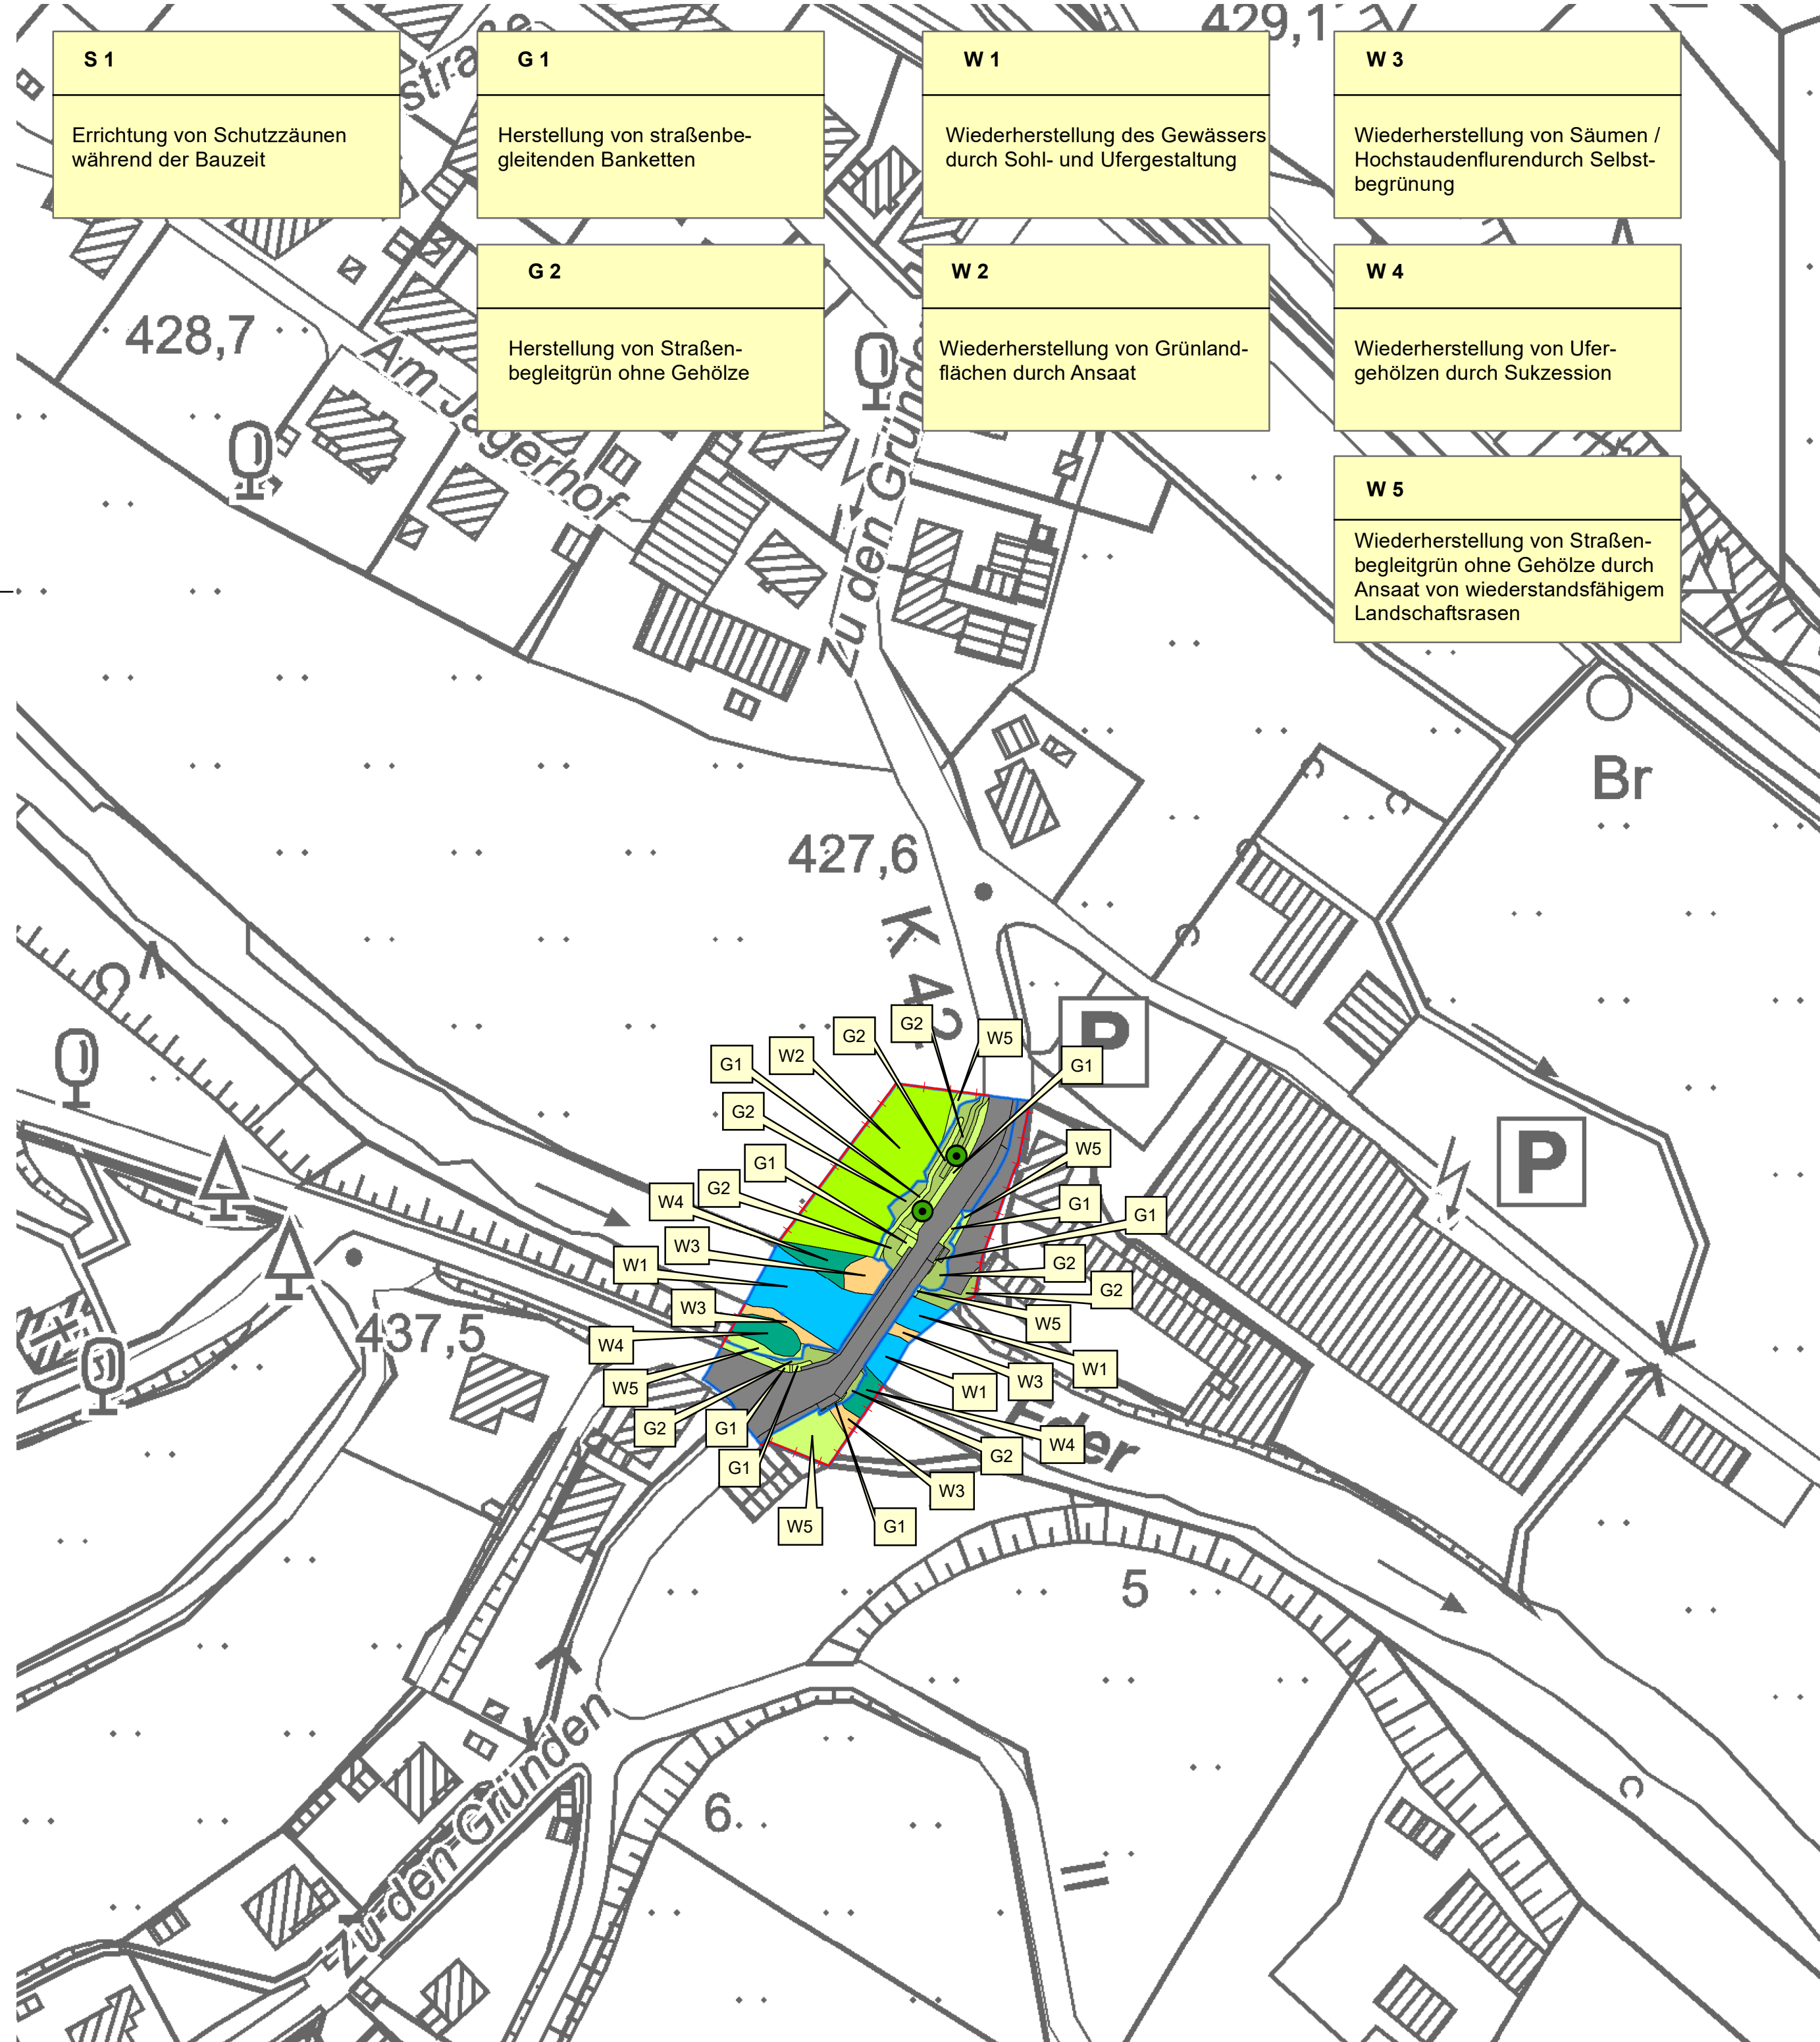 429,1
straße
S 1
Errichtung von Schutzzäunen
während der Bauzeit
G 1
Herstellung von straßenbe-
gleitenden Banketten
W 1
Wiederherstellung des Gewässers
durch Sohl- und Ufergestaltung
W 3
Wiederherstellung von Säumen /
Hochstaudenflurendurch Selbst-
begrünung
G 2
Herstellung von Straßen-
begleitgrün ohne Gehölze
W 2
Wiederherstellung von Grünland-
flächen durch Ansaat
W 4
Wiederherstellung von Ufer-
gehölzen durch Sukzession
W 5
Wiederherstellung von Straßen-
begleitgrün ohne Gehölze durch
Ansaat von wiederstandsfähigem
Landschaftsrasen
428,7
Am Jägerhof
Zu den Gründen
Br
427,6
K 42
P
G2
G2
W5
W2
G1
G1
G2
W5
G1
G2
W4
G1
G1
W3
W1
G2
G2
W3
W5
W4
W1
W5
W3
W1
G2
G1
W4
G2
G1
W3
W5
G1
P
437,5
Eder
5
6
Zu den Gründen